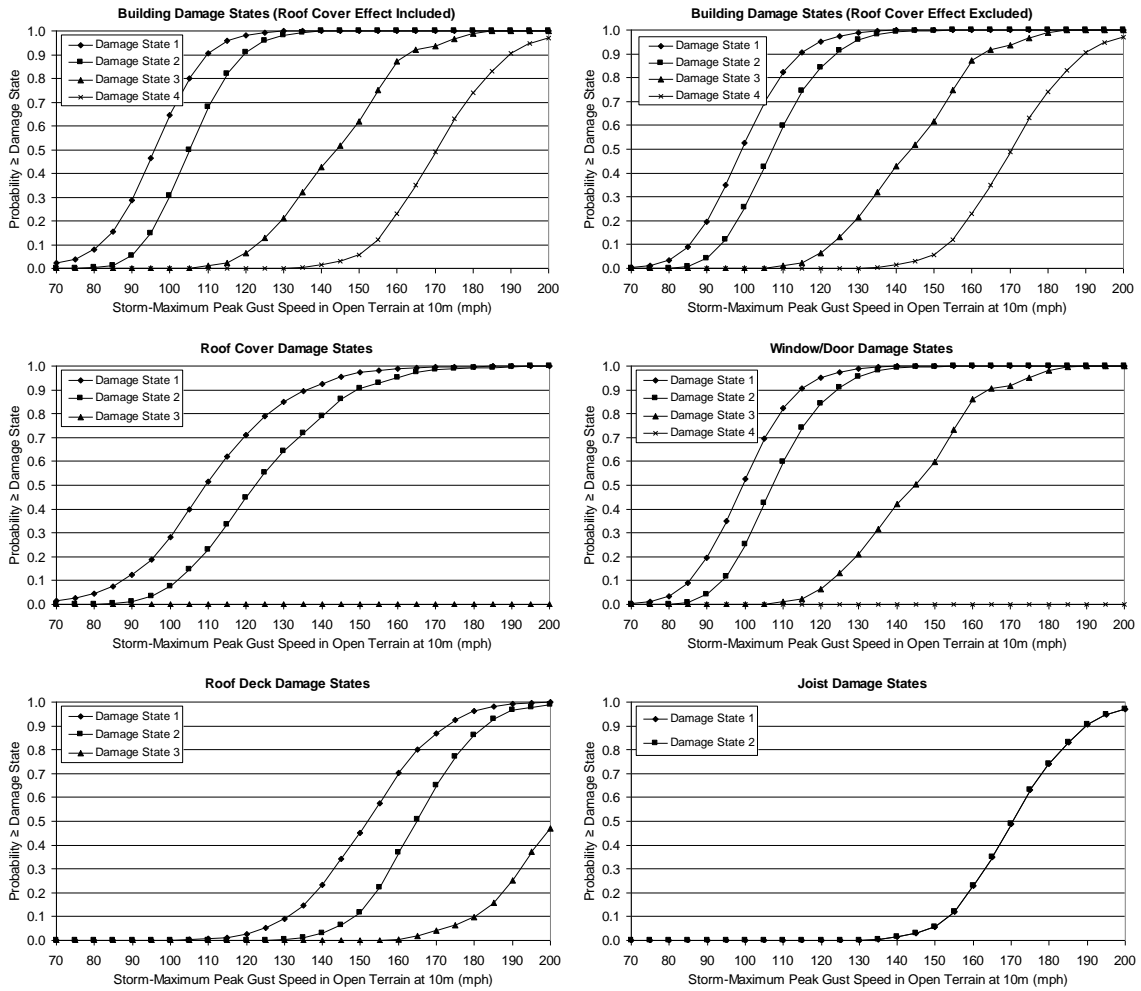 Building Damage States (Roof Cover Effect Included)
Probability ≥ Damage State
1.0
0.9
0.8
0.7
0.6
0.5
0.4
0.3
0.2
0.1
0.0
Damage State 1
Damage State 2
Damage State 3
Damage State 4
70 80 90 100 110 120 130 140 150 160 170 180 190 200
Storm-Maximum Peak Gust Speed in Open Terrain at 10m (mph)
Building Damage States (Roof Cover Effect Excluded)
Probability ≥ Damage State
1.0
0.9
0.8
0.7
0.6
0.5
0.4
0.3
0.2
0.1
0.0
Damage State 1
Damage State 2
Damage State 3
Damage State 4
70 80 90 100 110 120 130 140 150 160 170 180 190 200
Storm-Maximum Peak Gust Speed in Open Terrain at 10m (mph)
Roof Cover Damage States
Probability ≥ Damage State
1.0
0.9
0.8
0.7
0.6
0.5
0.4
0.3
0.2
0.1
0.0
Damage State 1
Damage State 2
Damage State 3
70 80 90 100 110 120 130 140 150 160 170 180 190 200
Storm-Maximum Peak Gust Speed in Open Terrain at 10m (mph)
Window/Door Damage States
Probability ≥ Damage State
1.0
0.9
0.8
0.7
0.6
0.5
0.4
0.3
0.2
0.1
0.0
Damage State 1
Damage State 2
Damage State 3
Damage State 4
70 80 90 100 110 120 130 140 150 160 170 180 190 200
Storm-Maximum Peak Gust Speed in Open Terrain at 10m (mph)
Roof Deck Damage States
Probability ≥ Damage State
1.0
0.9
0.8
0.7
0.6
0.5
0.4
0.3
0.2
0.1
0.0
Damage State 1
Damage State 2
Damage State 3
70 80 90 100 110 120 130 140 150 160 170 180 190 200
Storm-Maximum Peak Gust Speed in Open Terrain at 10m (mph)
Joist Damage States
Probability ≥ Damage State
1.0
0.9
0.8
0.7
0.6
0.5
0.4
0.3
0.2
0.1
0.0
Damage State 1
Damage State 2
70 80 90 100 110 120 130 140 150 160 170 180 190 200
Storm-Maximum Peak Gust Speed in Open Terrain at 10m (mph)